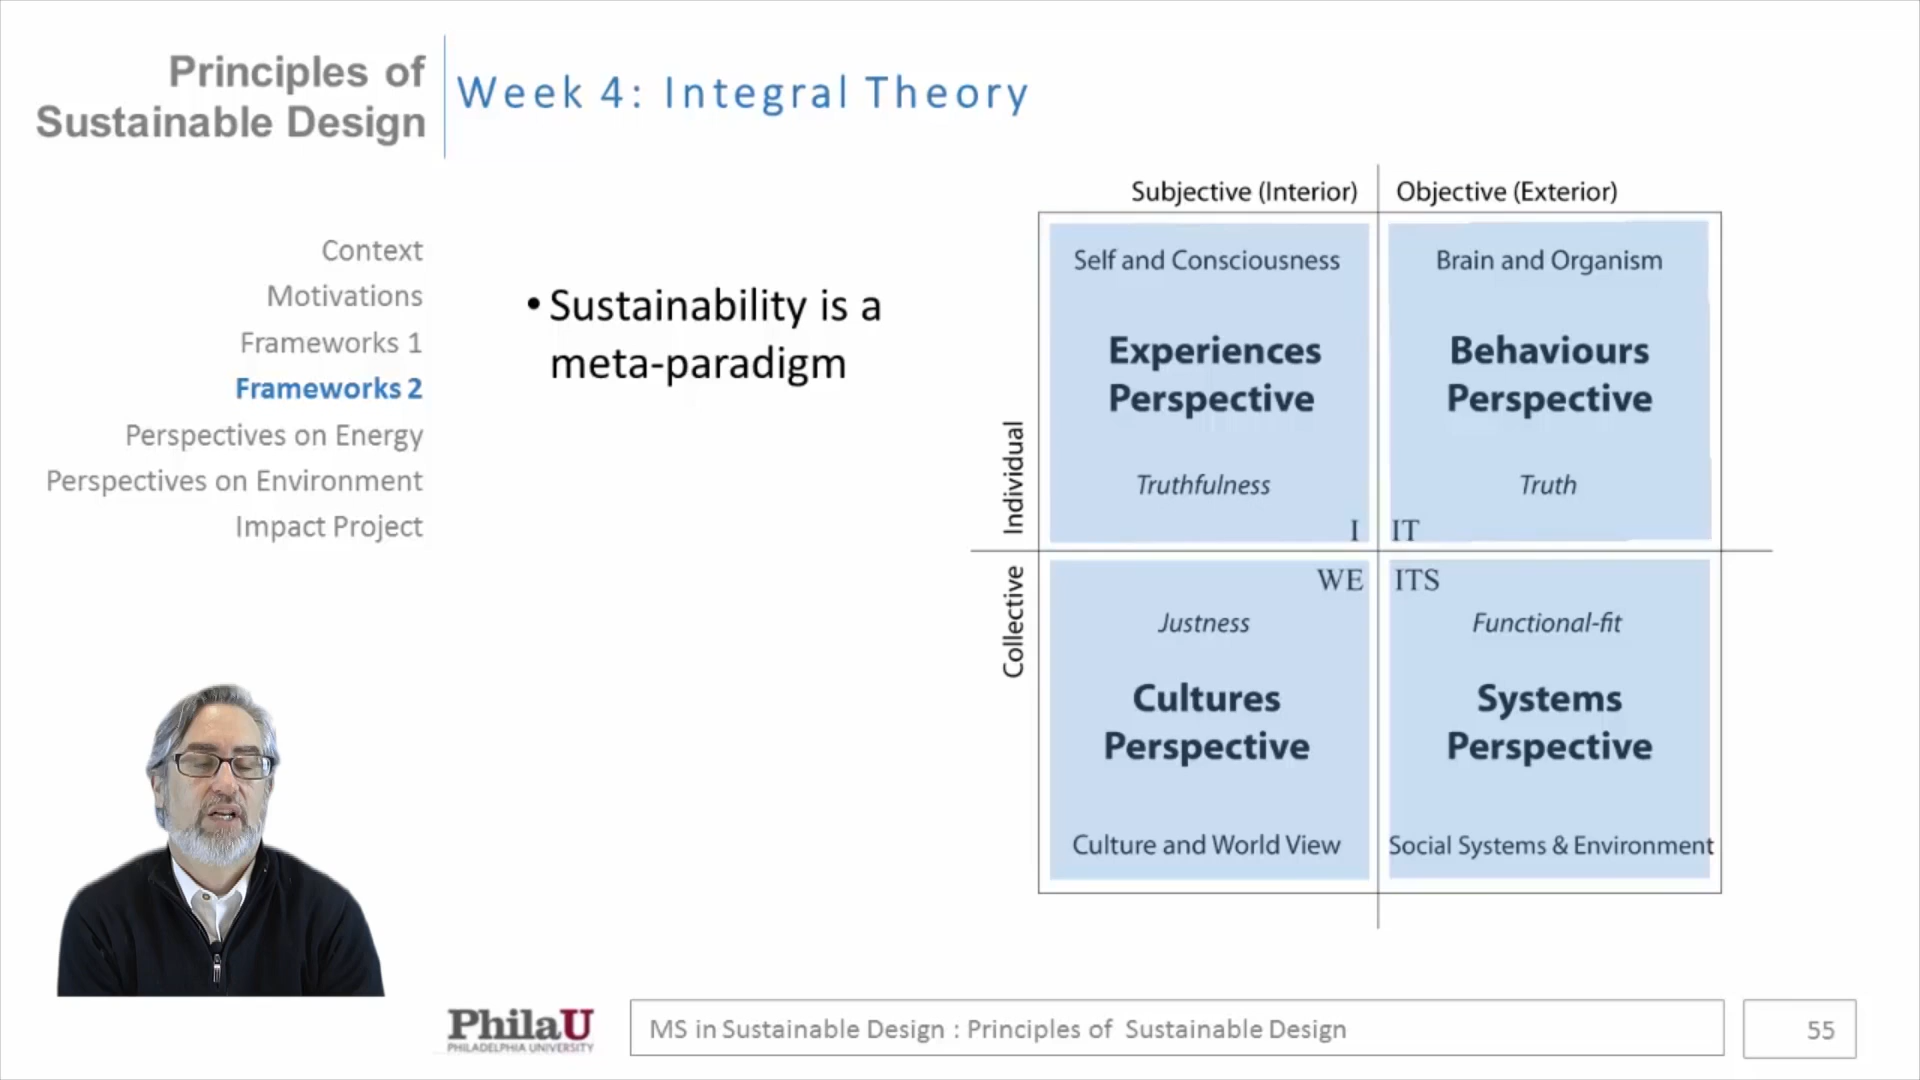 Principles of
Sustainable Design
Week 4: Integral Theory
Context
Motivations
Frameworks 1
Frameworks 2
Perspectives on Energy
Perspectives on Environment
Impact Project
• Sustainability is a
meta-paradigm
Subjective (Interior)
Objective (Exterior)
Individual
Collective
Self and Consciousness
Experiences
Perspective
Truthfulness
I
Brain and Organism
Behaviours
Perspective
Truth
IT
WE
Justness
Cultures
Perspective
Culture and World View
ITS
Functional-fit
Systems
Perspective
Social Systems & Environment
PhilaU
PHILADELPHIA UNIVERSITY
MS in Sustainable Design : Principles of Sustainable Design
55